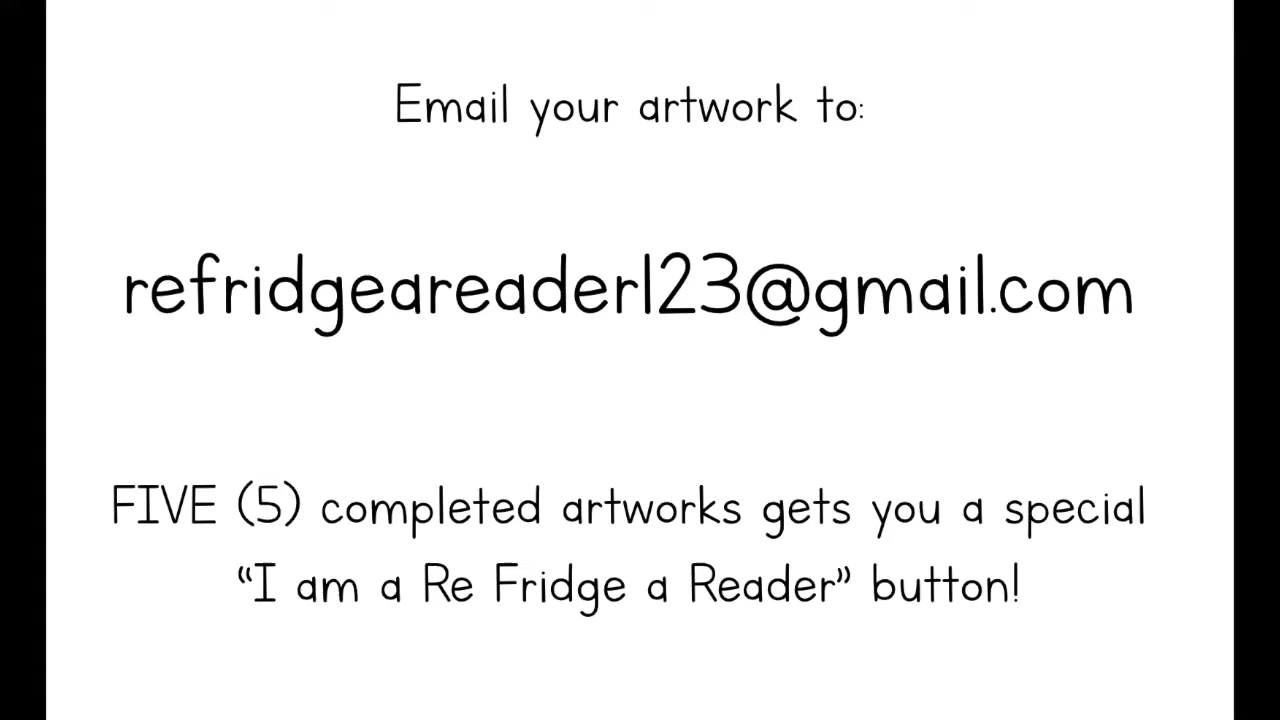 Email your artwork to:
refridgeareader123@gmail.com
FIVE (5) completed artworks gets you a special
“I am a Re Fridge a Reader” button!